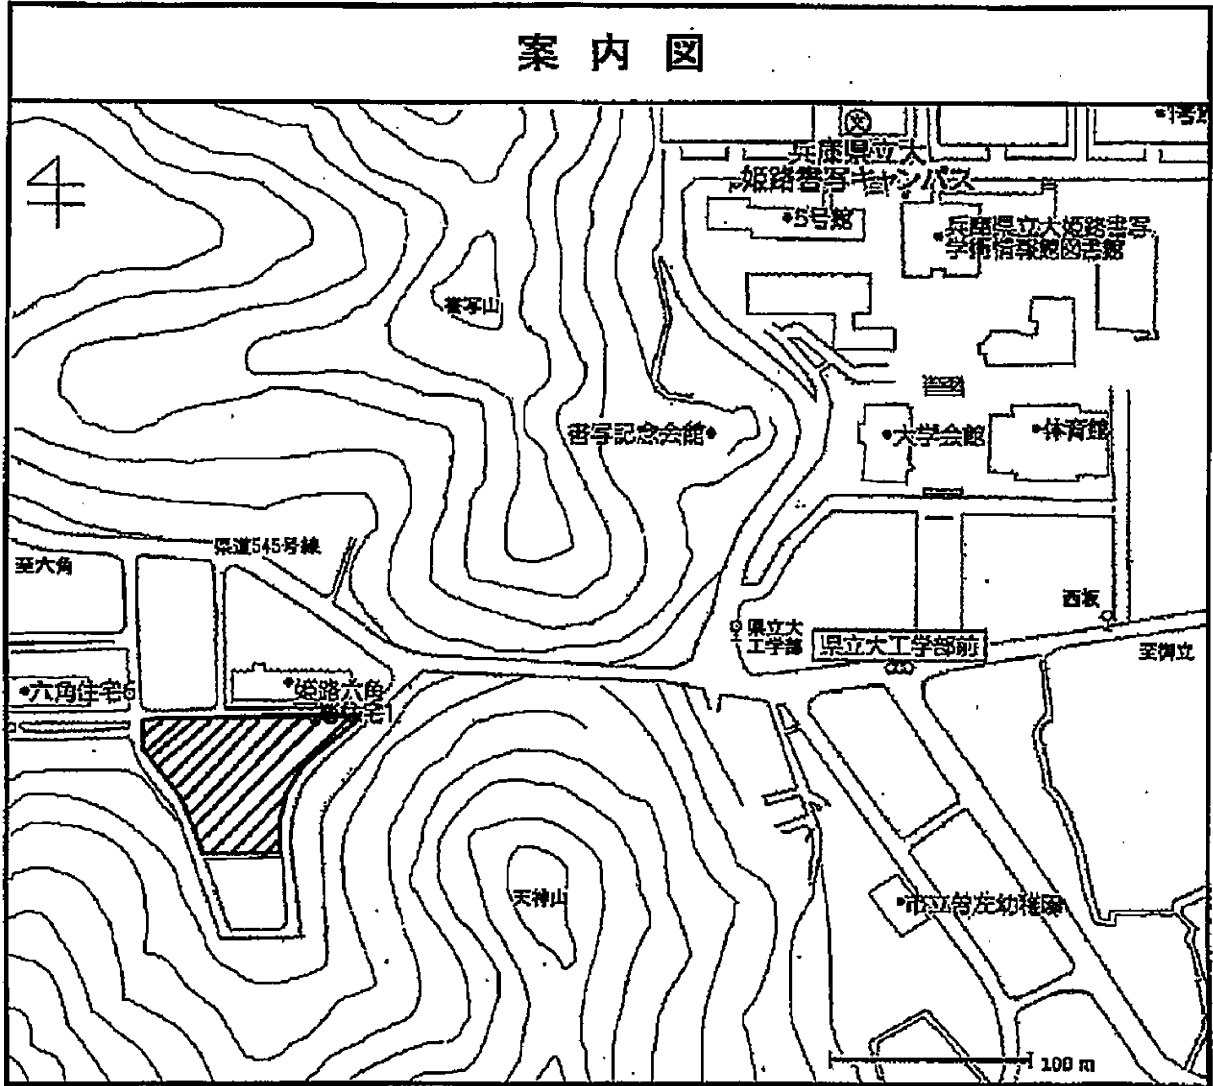 案内図
兵庫県立大
姫路書写キャンパス
5号館
兵庫県立大姫路書写
学術情報館図書館
書写山
書写記念会館
大学会館
体育館
県道545号線
至六角
西坂
県立大
工学部
県立大工学部前
至御立
六角住宅6
姫路六角
住宅1
天神山
市立曽左幼稚園
100 m